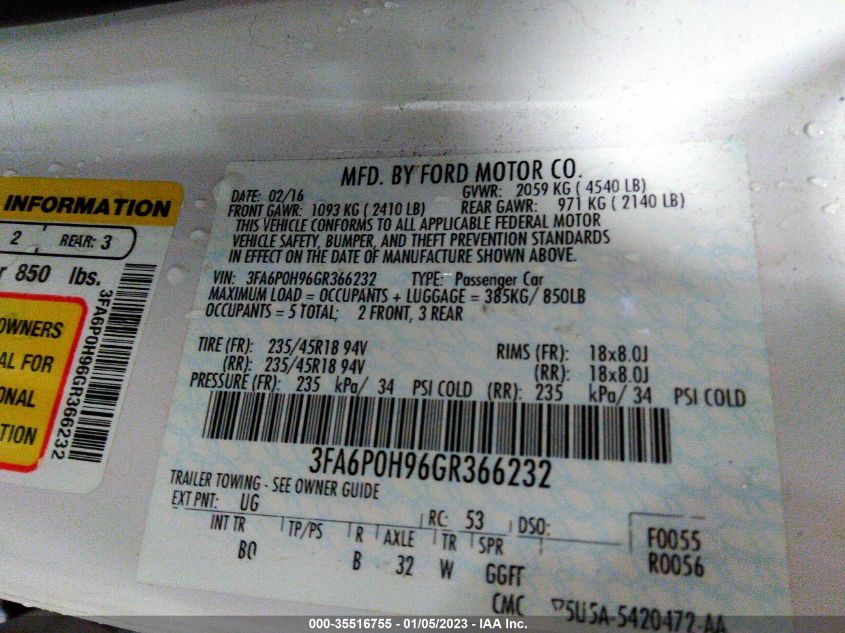 INFORMATION
2 REAR: 3
850 lbs.
OWNERS
AL FOR
ONAL
TION
3FA6P0H96GR366232
MFD. BY FORD MOTOR CO.
DATE: 02/16 GVWR: 2059 KG ( 4540 LB)
FRONT GAWR: 1093 KG ( 2410 LB) REAR GAWR: 971 KG ( 2140 LB)
THIS VEHICLE CONFORMS TO ALL APPLICABLE FEDERAL MOTOR
VEHICLE SAFETY, BUMPER, AND THEFT PREVENTION STANDARDS
IN EFFECT ON THE DATE OF MANUFACTURE SHOWN ABOVE.
VIN: 3FA6P0H96GR366232 TYPE: Passenger Car
MAXIMUM LOAD = OCCUPANTS + LUGGAGE = 385KG/ 850LB
OCCUPANTS = 5 TOTAL; 2 FRONT, 3 REAR
TIRE (FR): 235/45R18 94V RIMS (FR): 18x8.0J
(RR): 235/45R18 94V (RR): 18x8.0J
PRESSURE (FR): 235 kPa/ 34 PSI COLD (RR): 235 kPa/ 34 PSI COLD
3FA6P0H96GR366232
TRAILER TOWING - SEE OWNER GUIDE
EXT PNT: UG RC: 53 DSO: F0055
INT TR TP/PS R AXLE TR SPR R0056
BQ B 32 W GGFT
CMC 5U5A-5420472-AA
000-35516755 - 01/05/2023 - IAA Inc.